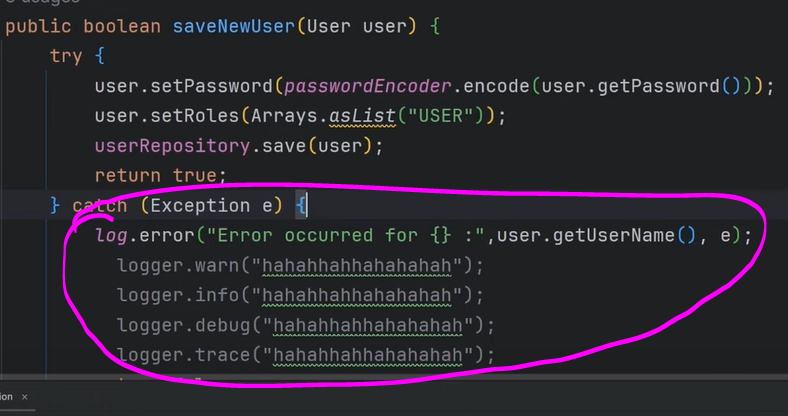 public boolean saveNewUser(User user) {
try {
user.setPassword(passwordEncoder.encode(user.getPassword()));
user.setRoles(Arrays.asList("USER"));
userRepository.save(user);
return true;
} catch (Exception e) {
log.error("Error occurred for {} :",user.getUserName(), e);
logger.warn("hahahhahhahahahah");
logger.info("hahahhahhahahahah");
logger.debug("hahahhahhahahahah");
logger.trace("hahahhahhahahahah");